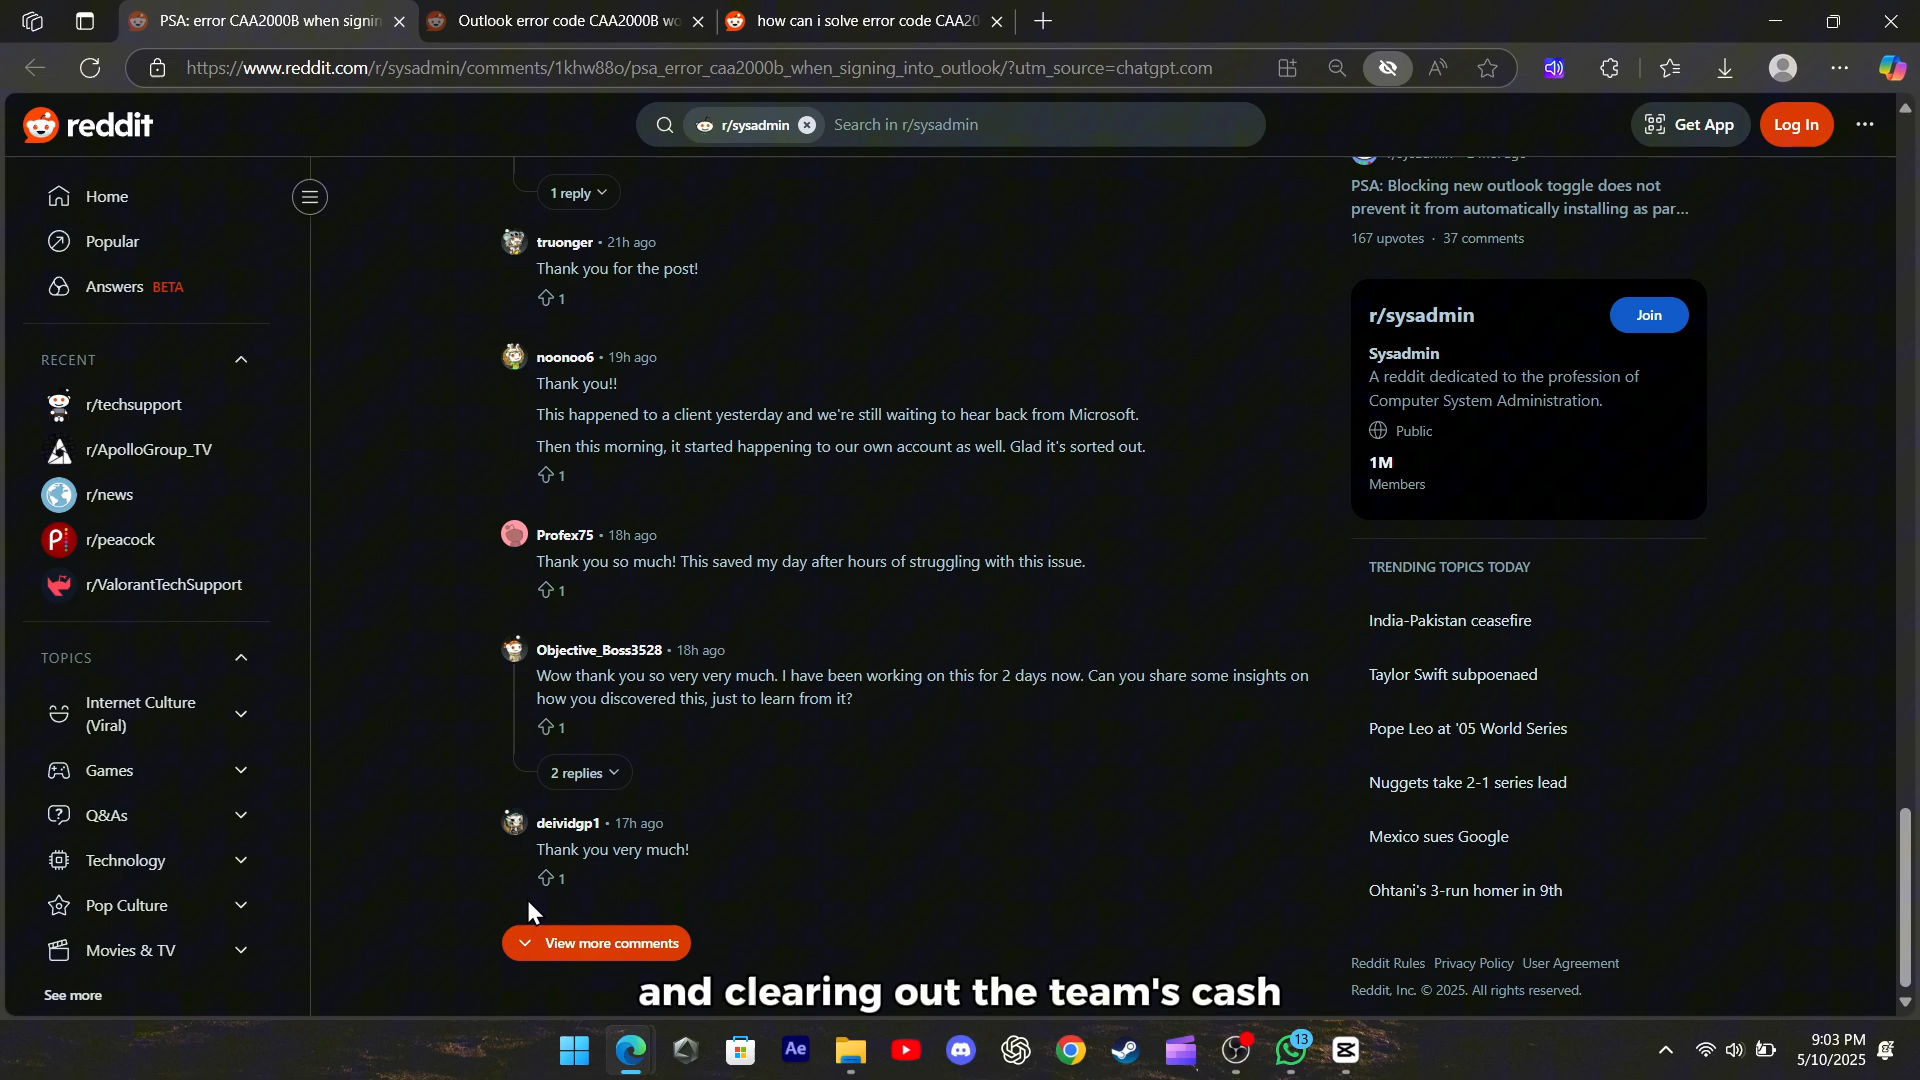 PSA: error CAA2000B when signin
Outlook error code CAA2000B wo
how can i solve error code CAA20
https://www.reddit.com/r/sysadmin/comments/1khw88o/psa_error_caa2000b_when_signing_into_outlook/?utm_source=chatgpt.com
reddit
r/sysadmin
Search in r/sysadmin
Get App
Log In
Home
Popular
Answers BETA
RECENT
r/techsupport
r/ApolloGroup_TV
r/news
r/peacock
r/ValorantTechSupport
TOPICS
Internet Culture
(Viral)
Games
Q&As
Technology
Pop Culture
Movies & TV
See more
1 reply
truonger • 21h ago
Thank you for the post!
1
noonoo6 • 19h ago
Thank you!!
This happened to a client yesterday and we're still waiting to hear back from Microsoft.
Then this morning, it started happening to our own account as well. Glad it's sorted out.
1
Profex75 • 18h ago
Thank you so much! This saved my day after hours of struggling with this issue.
1
Objective_Boss3528 • 18h ago
Wow thank you so very very much. I have been working on this for 2 days now. Can you share some insights on
how you discovered this, just to learn from it?
1
2 replies
deividgp1 • 17h ago
Thank you very much!
1
View more comments
PSA: Blocking new outlook toggle does not
prevent it from automatically installing as par...
167 upvotes · 37 comments
r/sysadmin
Join
Sysadmin
A reddit dedicated to the profession of
Computer System Administration.
Public
1M
Members
TRENDING TOPICS TODAY
India-Pakistan ceasefire
Taylor Swift subpoenaed
Pope Leo at '05 World Series
Nuggets take 2-1 series lead
Mexico sues Google
Ohtani's 3-run homer in 9th
Reddit Rules Privacy Policy User Agreement
Reddit, Inc. © 2025. All rights reserved.
and clearing out the team's cash
Ae
13
9:03 PM
5/10/2025